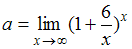 a = lim_{x→∞} (1 + 6/x)^x